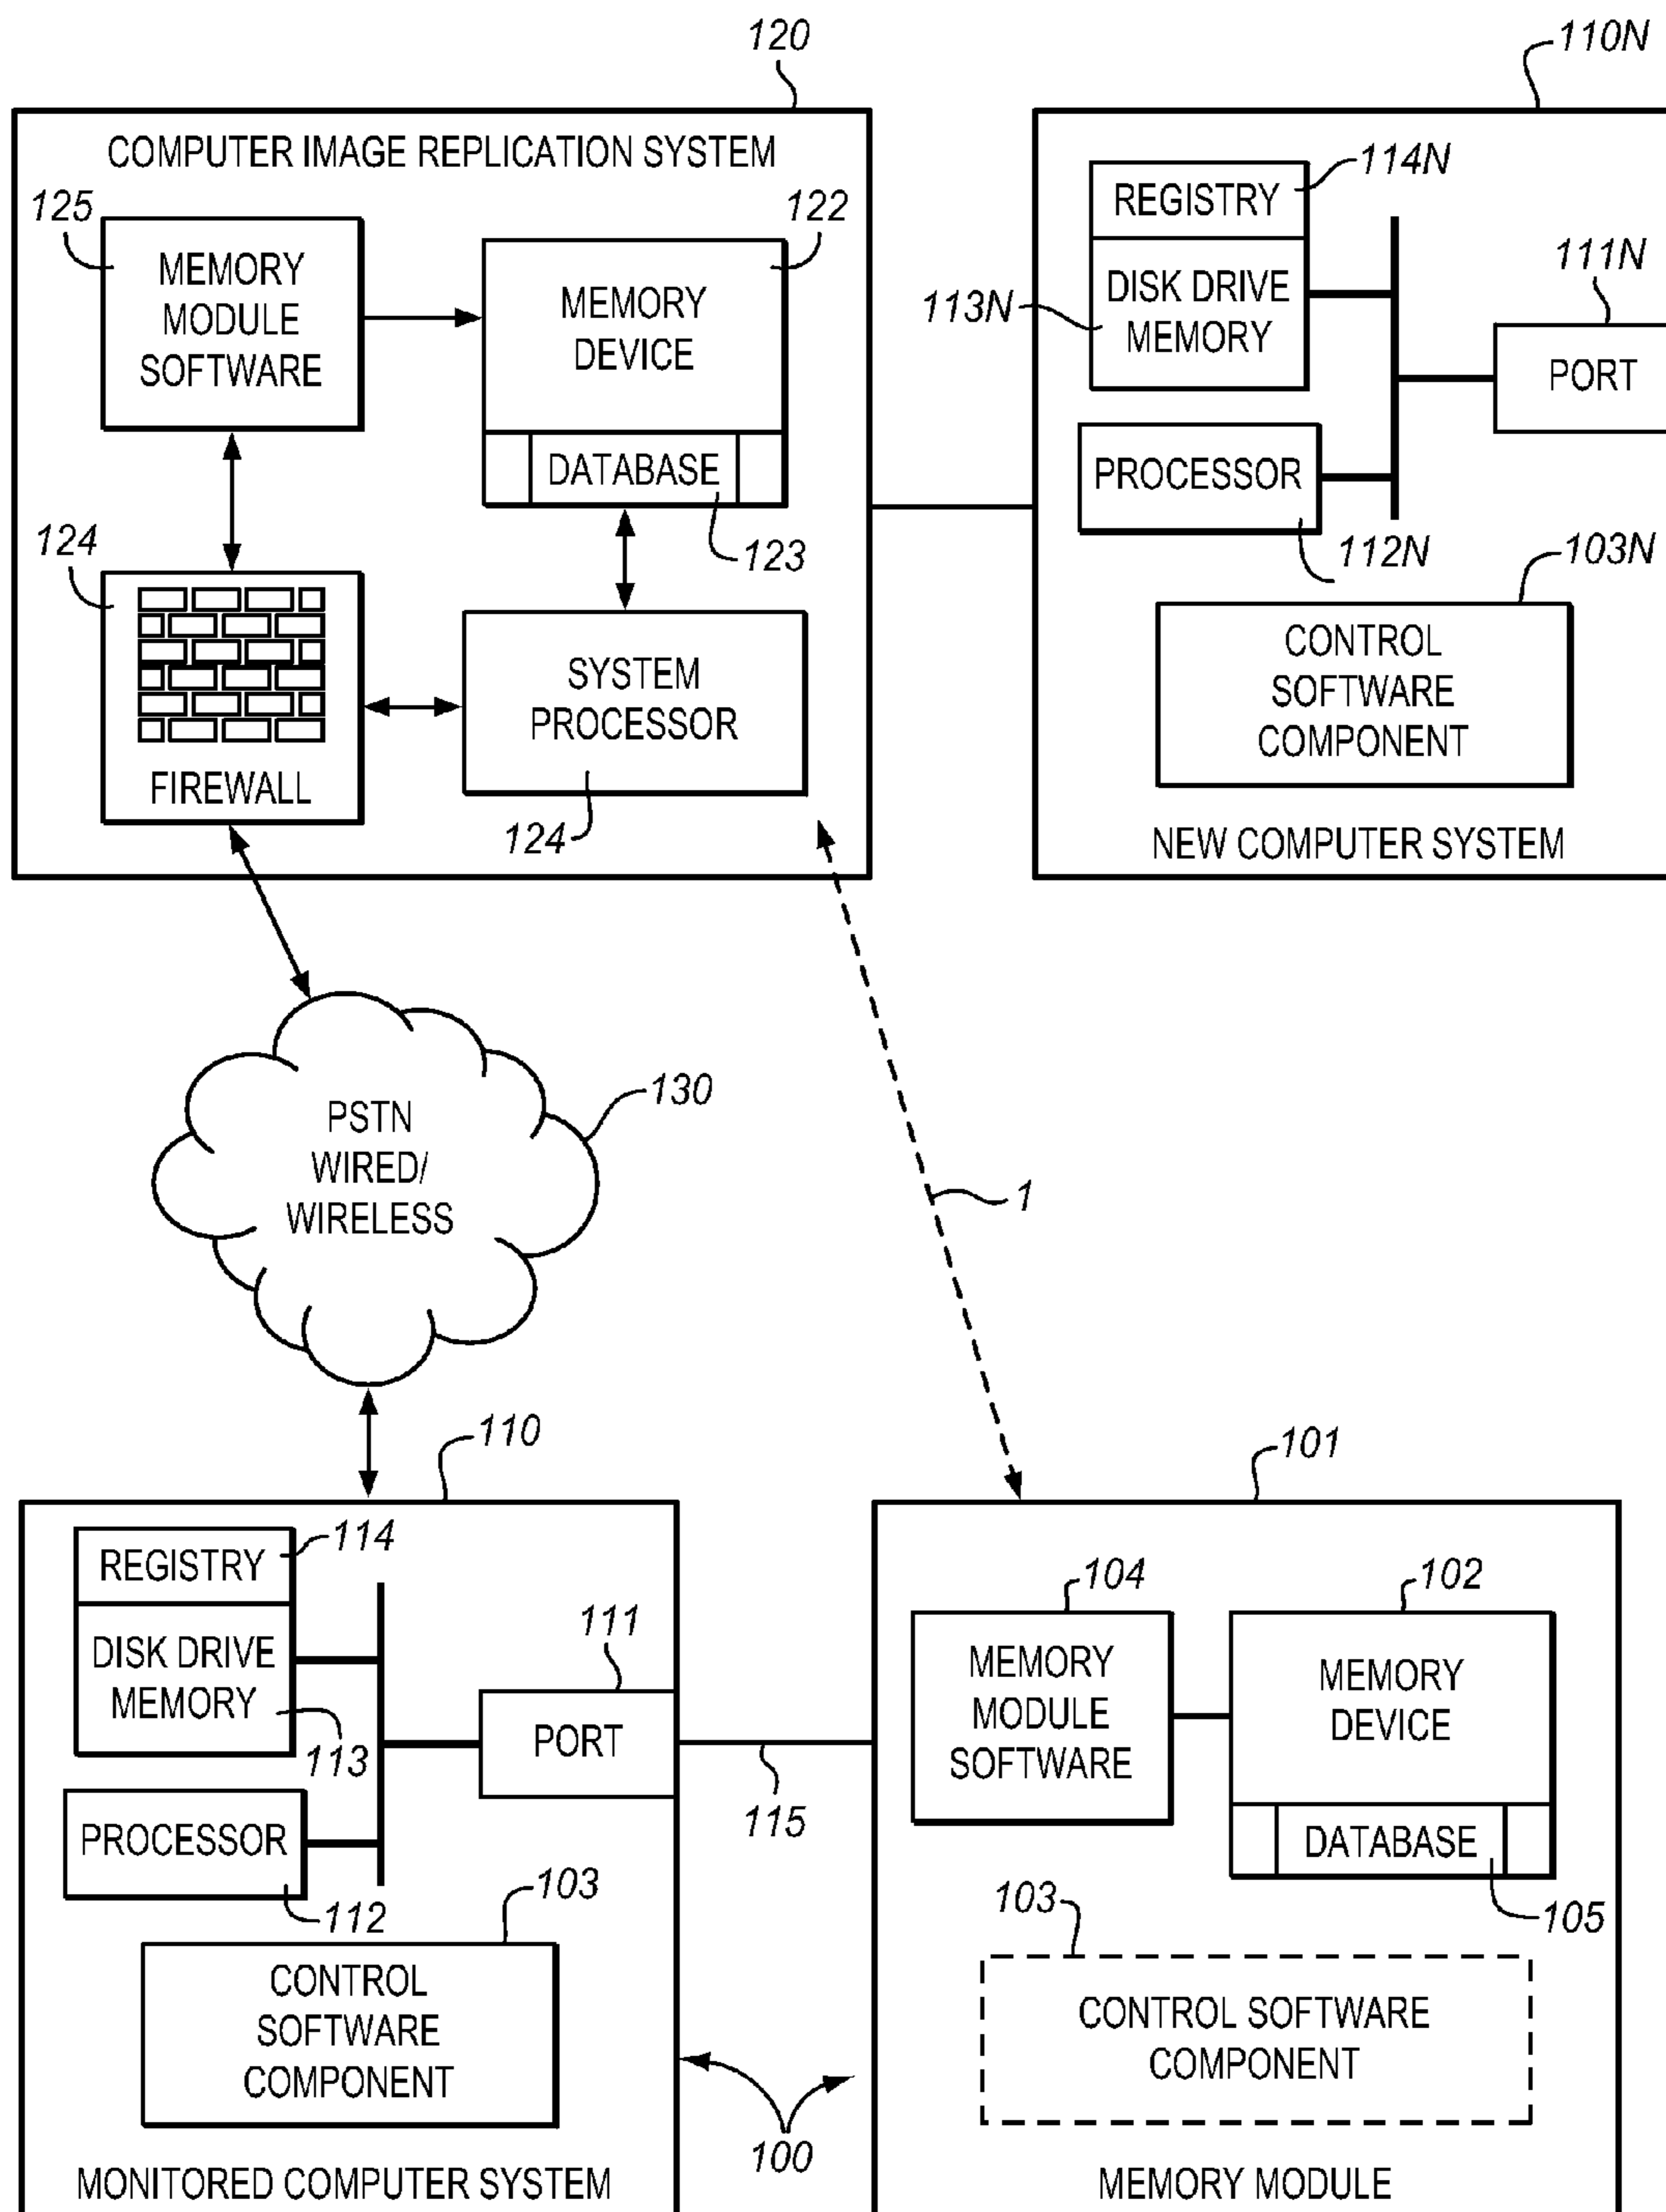 120
110N
COMPUTER IMAGE REPLICATION SYSTEM
125
MEMORY
MODULE
SOFTWARE
122
MEMORY
DEVICE
DATABASE
123
124
FIREWALL
SYSTEM
PROCESSOR
124
114N
REGISTRY
DISK DRIVE
MEMORY
113N
111N
PORT
PROCESSOR
112N
103N
CONTROL
SOFTWARE
COMPONENT
NEW COMPUTER SYSTEM
130
PSTN
WIRED/
WIRELESS
1
110
114
REGISTRY
DISK DRIVE
MEMORY
113
111
PORT
PROCESSOR
112
103
CONTROL
SOFTWARE
COMPONENT
MONITORED COMPUTER SYSTEM
115
100
101
104
MEMORY
MODULE
SOFTWARE
102
MEMORY
DEVICE
DATABASE
105
103
CONTROL SOFTWARE
COMPONENT
MEMORY MODULE